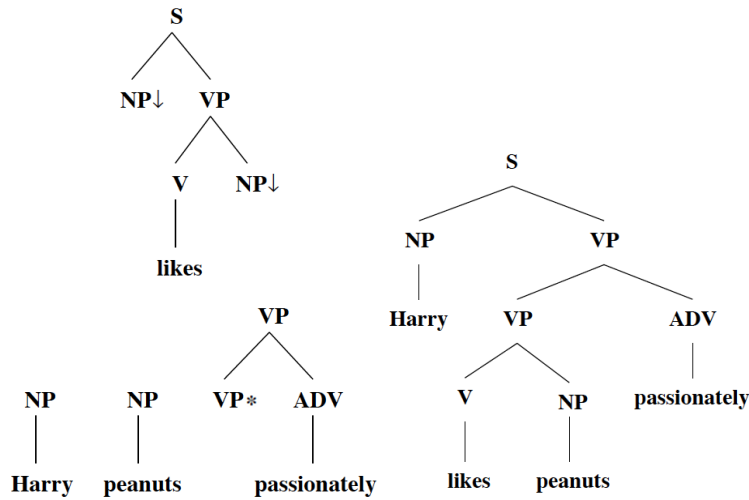 S
NP↓ VP
V NP↓
likes
VP
NP NP VP* ADV
Harry peanuts passionately
S
NP VP
Harry VP ADV
V NP passionately
likes peanuts